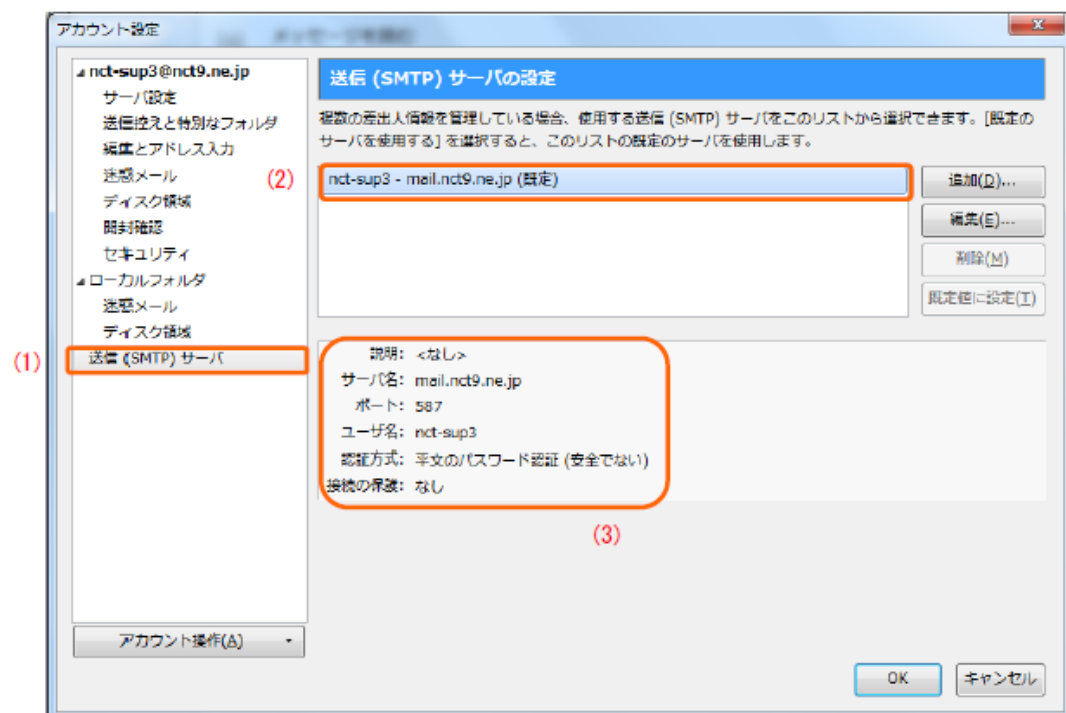 アカウント設定
nct-sup3@nct9.ne.jp
サーバ設定
送信控えと特別なフォルダ
編集とアドレス入力
迷惑メール
ディスク領域
開封確認
セキュリティ
ローカルフォルダ
迷惑メール
ディスク領域
(1)
送信 (SMTP) サーバ
アカウント操作(A)
送信 (SMTP) サーバの設定
複数の差出人情報を管理している場合、使用する送信 (SMTP) サーバをこのリストから選択できます。[既定の
サーバを使用する] を選択すると、このリストの既定のサーバを使用します。
(2)
nct-sup3 - mail.nct9.ne.jp (既定)
追加(D)...
編集(E)...
削除(M)
既定値に設定(T)
説明: <なし>
サーバ名: mail.nct9.ne.jp
ポート: 587
ユーザ名: nct-sup3
認証方式: 平文のパスワード認証 (安全でない)
接続の保護: なし
(3)
OK
キャンセル